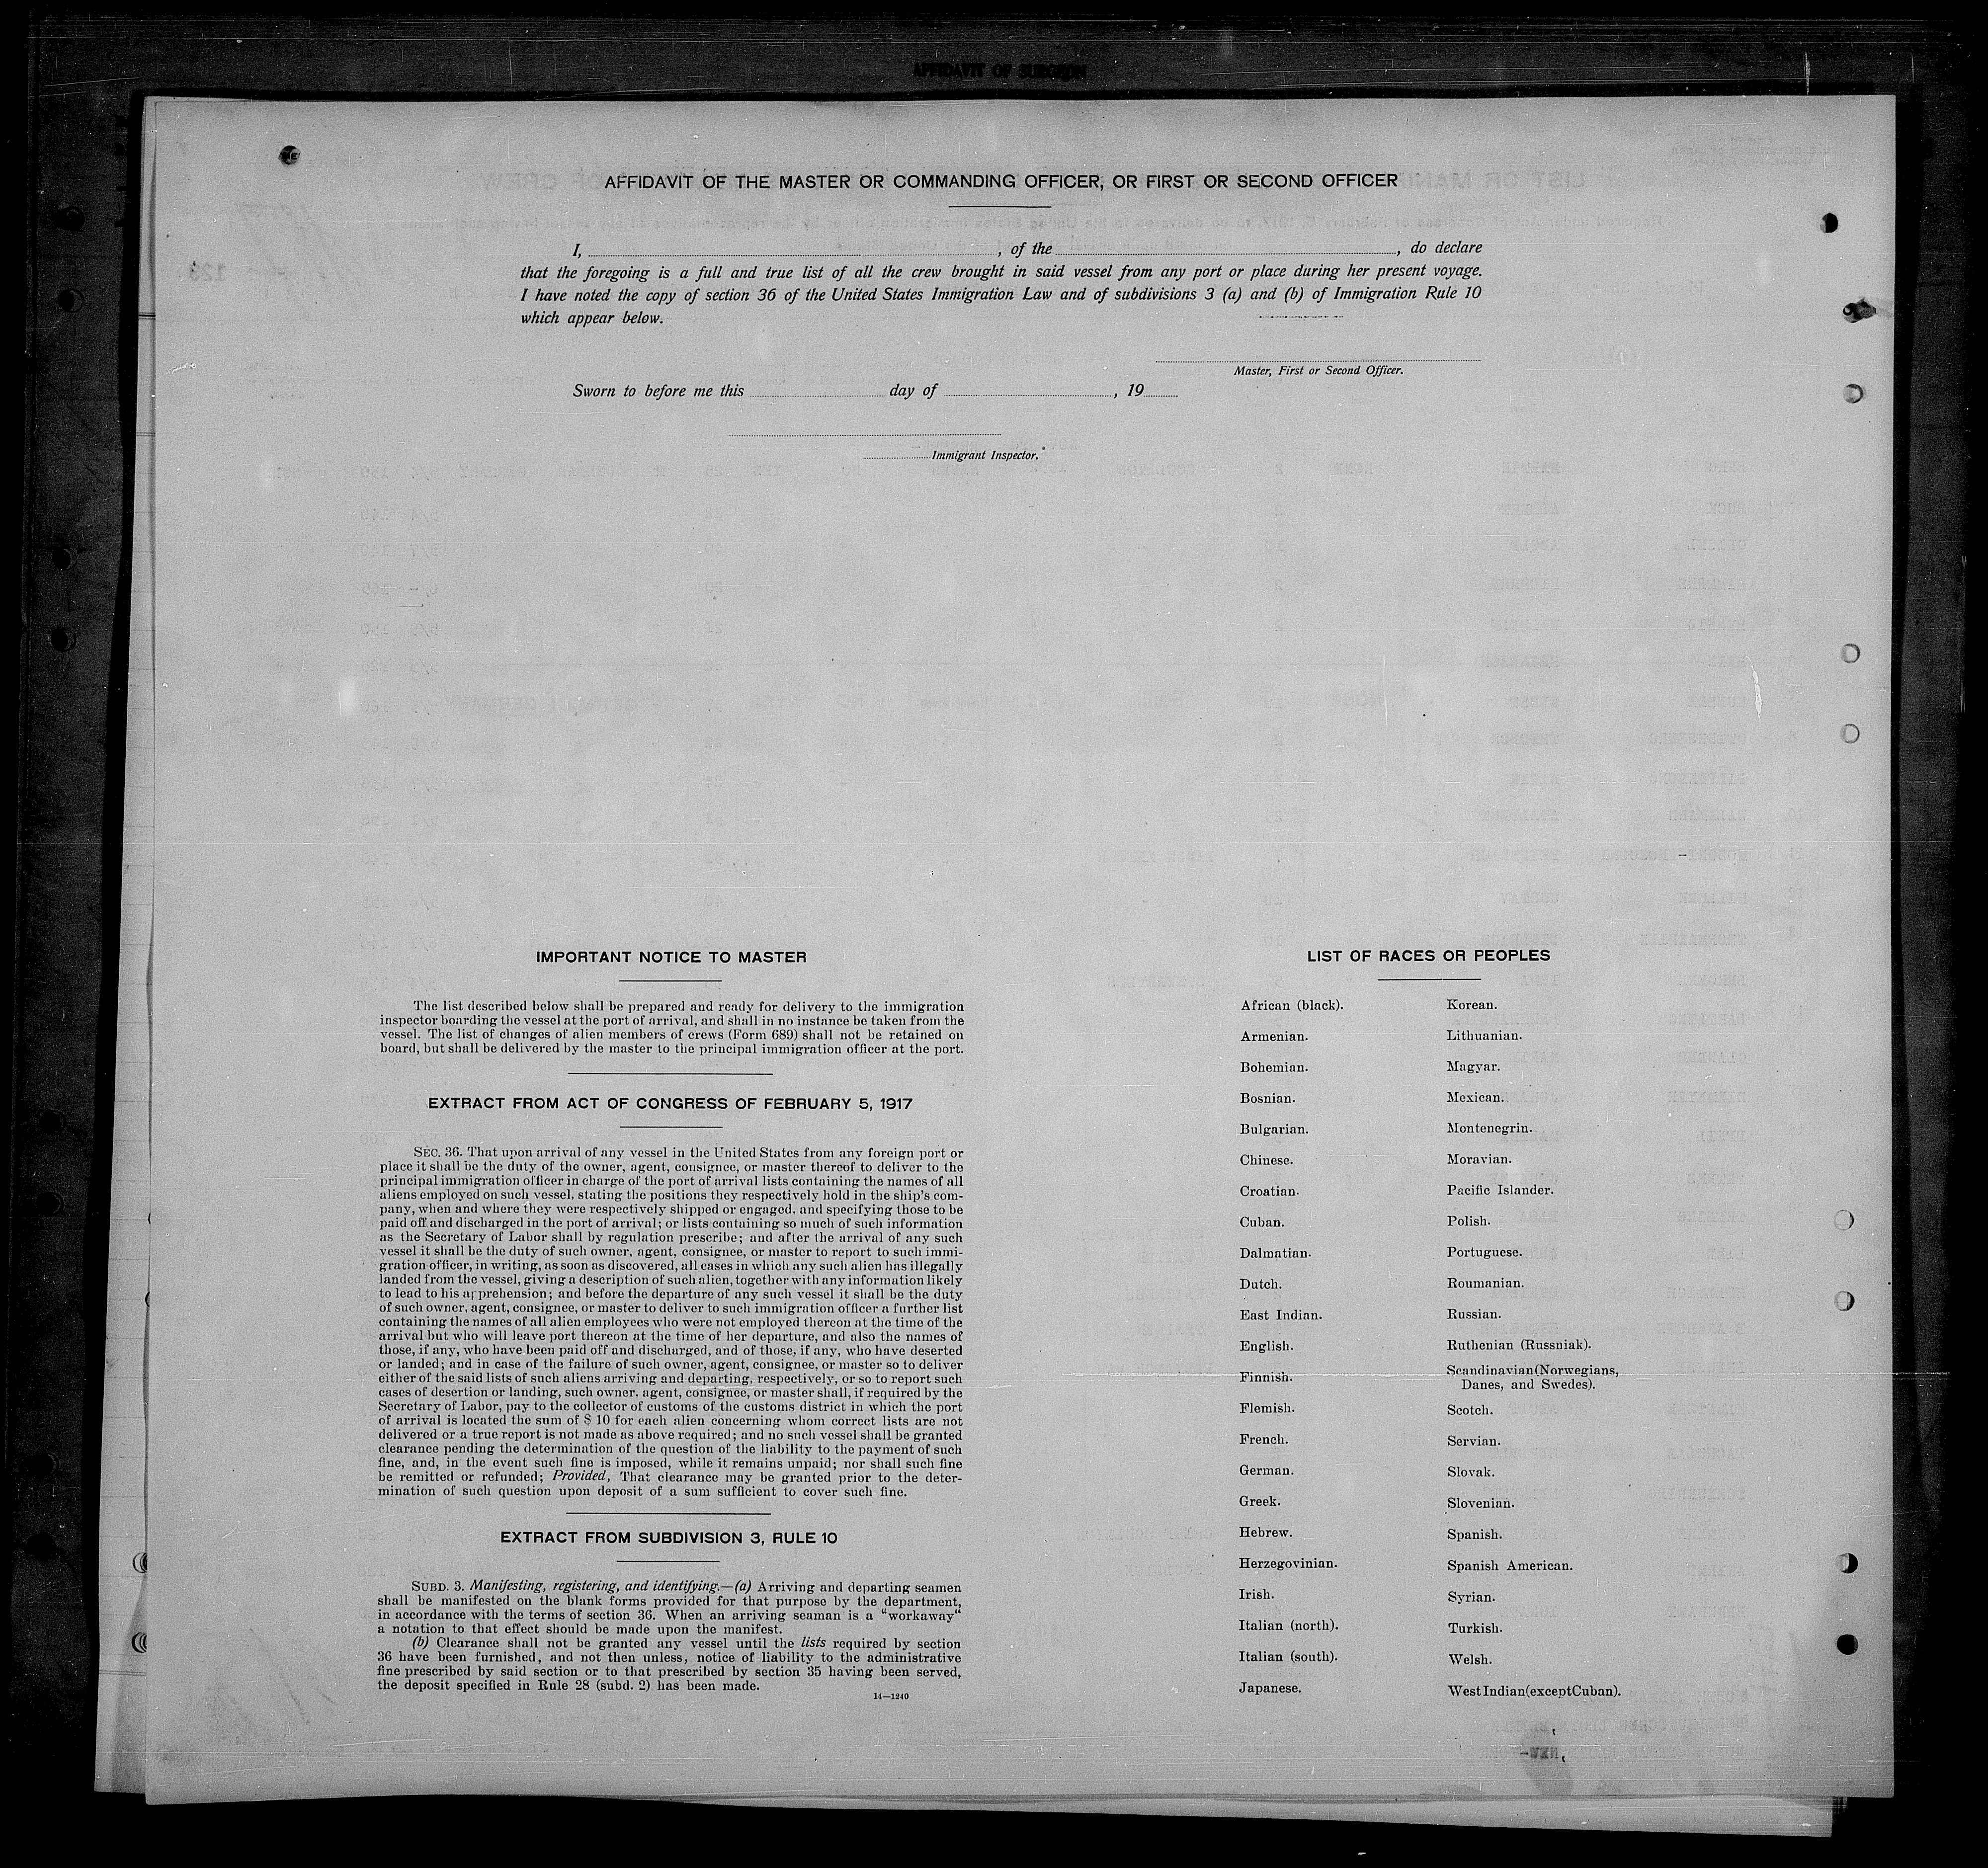 AFFIDAVIT OF SURGEON
AFFIDAVIT OF THE MASTER OR COMMANDING OFFICER, OR FIRST OR SECOND OFFICER
I, , of the , do declare
that the foregoing is a full and true list of all the crew brought in said vessel from any port or place during her present voyage.
I have noted the copy of section 36 of the United States Immigration Law and of subdivisions 3 (a) and (b) of Immigration Rule 10
which appear below.
Master, First or Second Officer.
Sworn to before me this day of , 19
Immigrant Inspector.
IMPORTANT NOTICE TO MASTER
The list described below shall be prepared and ready for delivery to the immigration
inspector boarding the vessel at the port of arrival, and shall in no instance be taken from the
vessel. The list of changes of alien members of crews (Form 689) shall not be retained on
board, but shall be delivered by the master to the principal immigration officer at the port.
EXTRACT FROM ACT OF CONGRESS OF FEBRUARY 5, 1917
SEC. 36. That upon arrival of any vessel in the United States from any foreign port or
place it shall be the duty of the owner, agent, consignee, or master thereof to deliver to the
principal immigration officer in charge of the port of arrival lists containing the names of all
aliens employed on such vessel, stating the positions they respectively hold in the ship's com-
pany, when and where they were respectively shipped or engaged, and specifying those to be
paid off and discharged in the port of arrival; or lists containing so much of such information
as the Secretary of Labor shall by regulation prescribe; and after the arrival of any such
vessel it shall be the duty of such owner, agent, consignee, or master to report to such immi-
gration officer, in writing, as soon as discovered, all cases in which any such alien has illegally
landed from the vessel, giving a description of such alien, together with any information likely
to lead to his apprehension; and before the departure of any such vessel it shall be the duty
of such owner, agent, consignee, or master to deliver to such immigration officer a further list
containing the names of all alien employees who were not employed thereon at the time of the
arrival but who will leave port thereon at the time of her departure, and also the names of
those, if any, who have been paid off and discharged, and of those, if any, who have deserted
or landed; and in case of the failure of such owner, agent, consignee, or master so to deliver
either of the said lists of such aliens arriving and departing, respectively, or so to report such
cases of desertion or landing, such owner, agent, consignee, or master shall, if required by the
Secretary of Labor, pay to the collector of customs of the customs district in which the port
of arrival is located the sum of $ 10 for each alien concerning whom correct lists are not
delivered or a true report is not made as above required; and no such vessel shall be granted
clearance pending the determination of the question of the liability to the payment of such
fine, and, in the event such fine is imposed, while it remains unpaid; nor shall such fine
be remitted or refunded; Provided, That clearance may be granted prior to the deter-
mination of such question upon deposit of a sum sufficient to cover such fine.
EXTRACT FROM SUBDIVISION 3, RULE 10
SUBD. 3. Manifesting, registering, and identifying.—(a) Arriving and departing seamen
shall be manifested on the blank forms provided for that purpose by the department,
in accordance with the terms of section 36. When an arriving seaman is a "workaway"
a notation to that effect should be made upon the manifest.
(b) Clearance shall not be granted any vessel until the lists required by section
36 have been furnished, and not then unless, notice of liability to the administrative
fine prescribed by said section or to that prescribed by section 35 having been served,
the deposit specified in Rule 28 (subd. 2) has been made.
14—1240
LIST OF RACES OR PEOPLES
African (black).
Armenian.
Bohemian.
Bosnian.
Bulgarian.
Chinese.
Croatian.
Cuban.
Dalmatian.
Dutch.
East Indian.
English.
Finnish.
Flemish.
French.
German.
Greek.
Hebrew.
Herzegovinian.
Irish.
Italian (north).
Italian (south).
Japanese.
Korean.
Lithuanian.
Magyar.
Mexican.
Montenegrin.
Moravian.
Pacific Islander.
Polish.
Portuguese.
Roumanian.
Russian.
Ruthenian (Russniak).
Scandinavian (Norwegians,
Danes, and Swedes).
Scotch.
Servian.
Slovak.
Slovenian.
Spanish.
Spanish American.
Syrian.
Turkish.
Welsh.
West Indian (except Cuban).